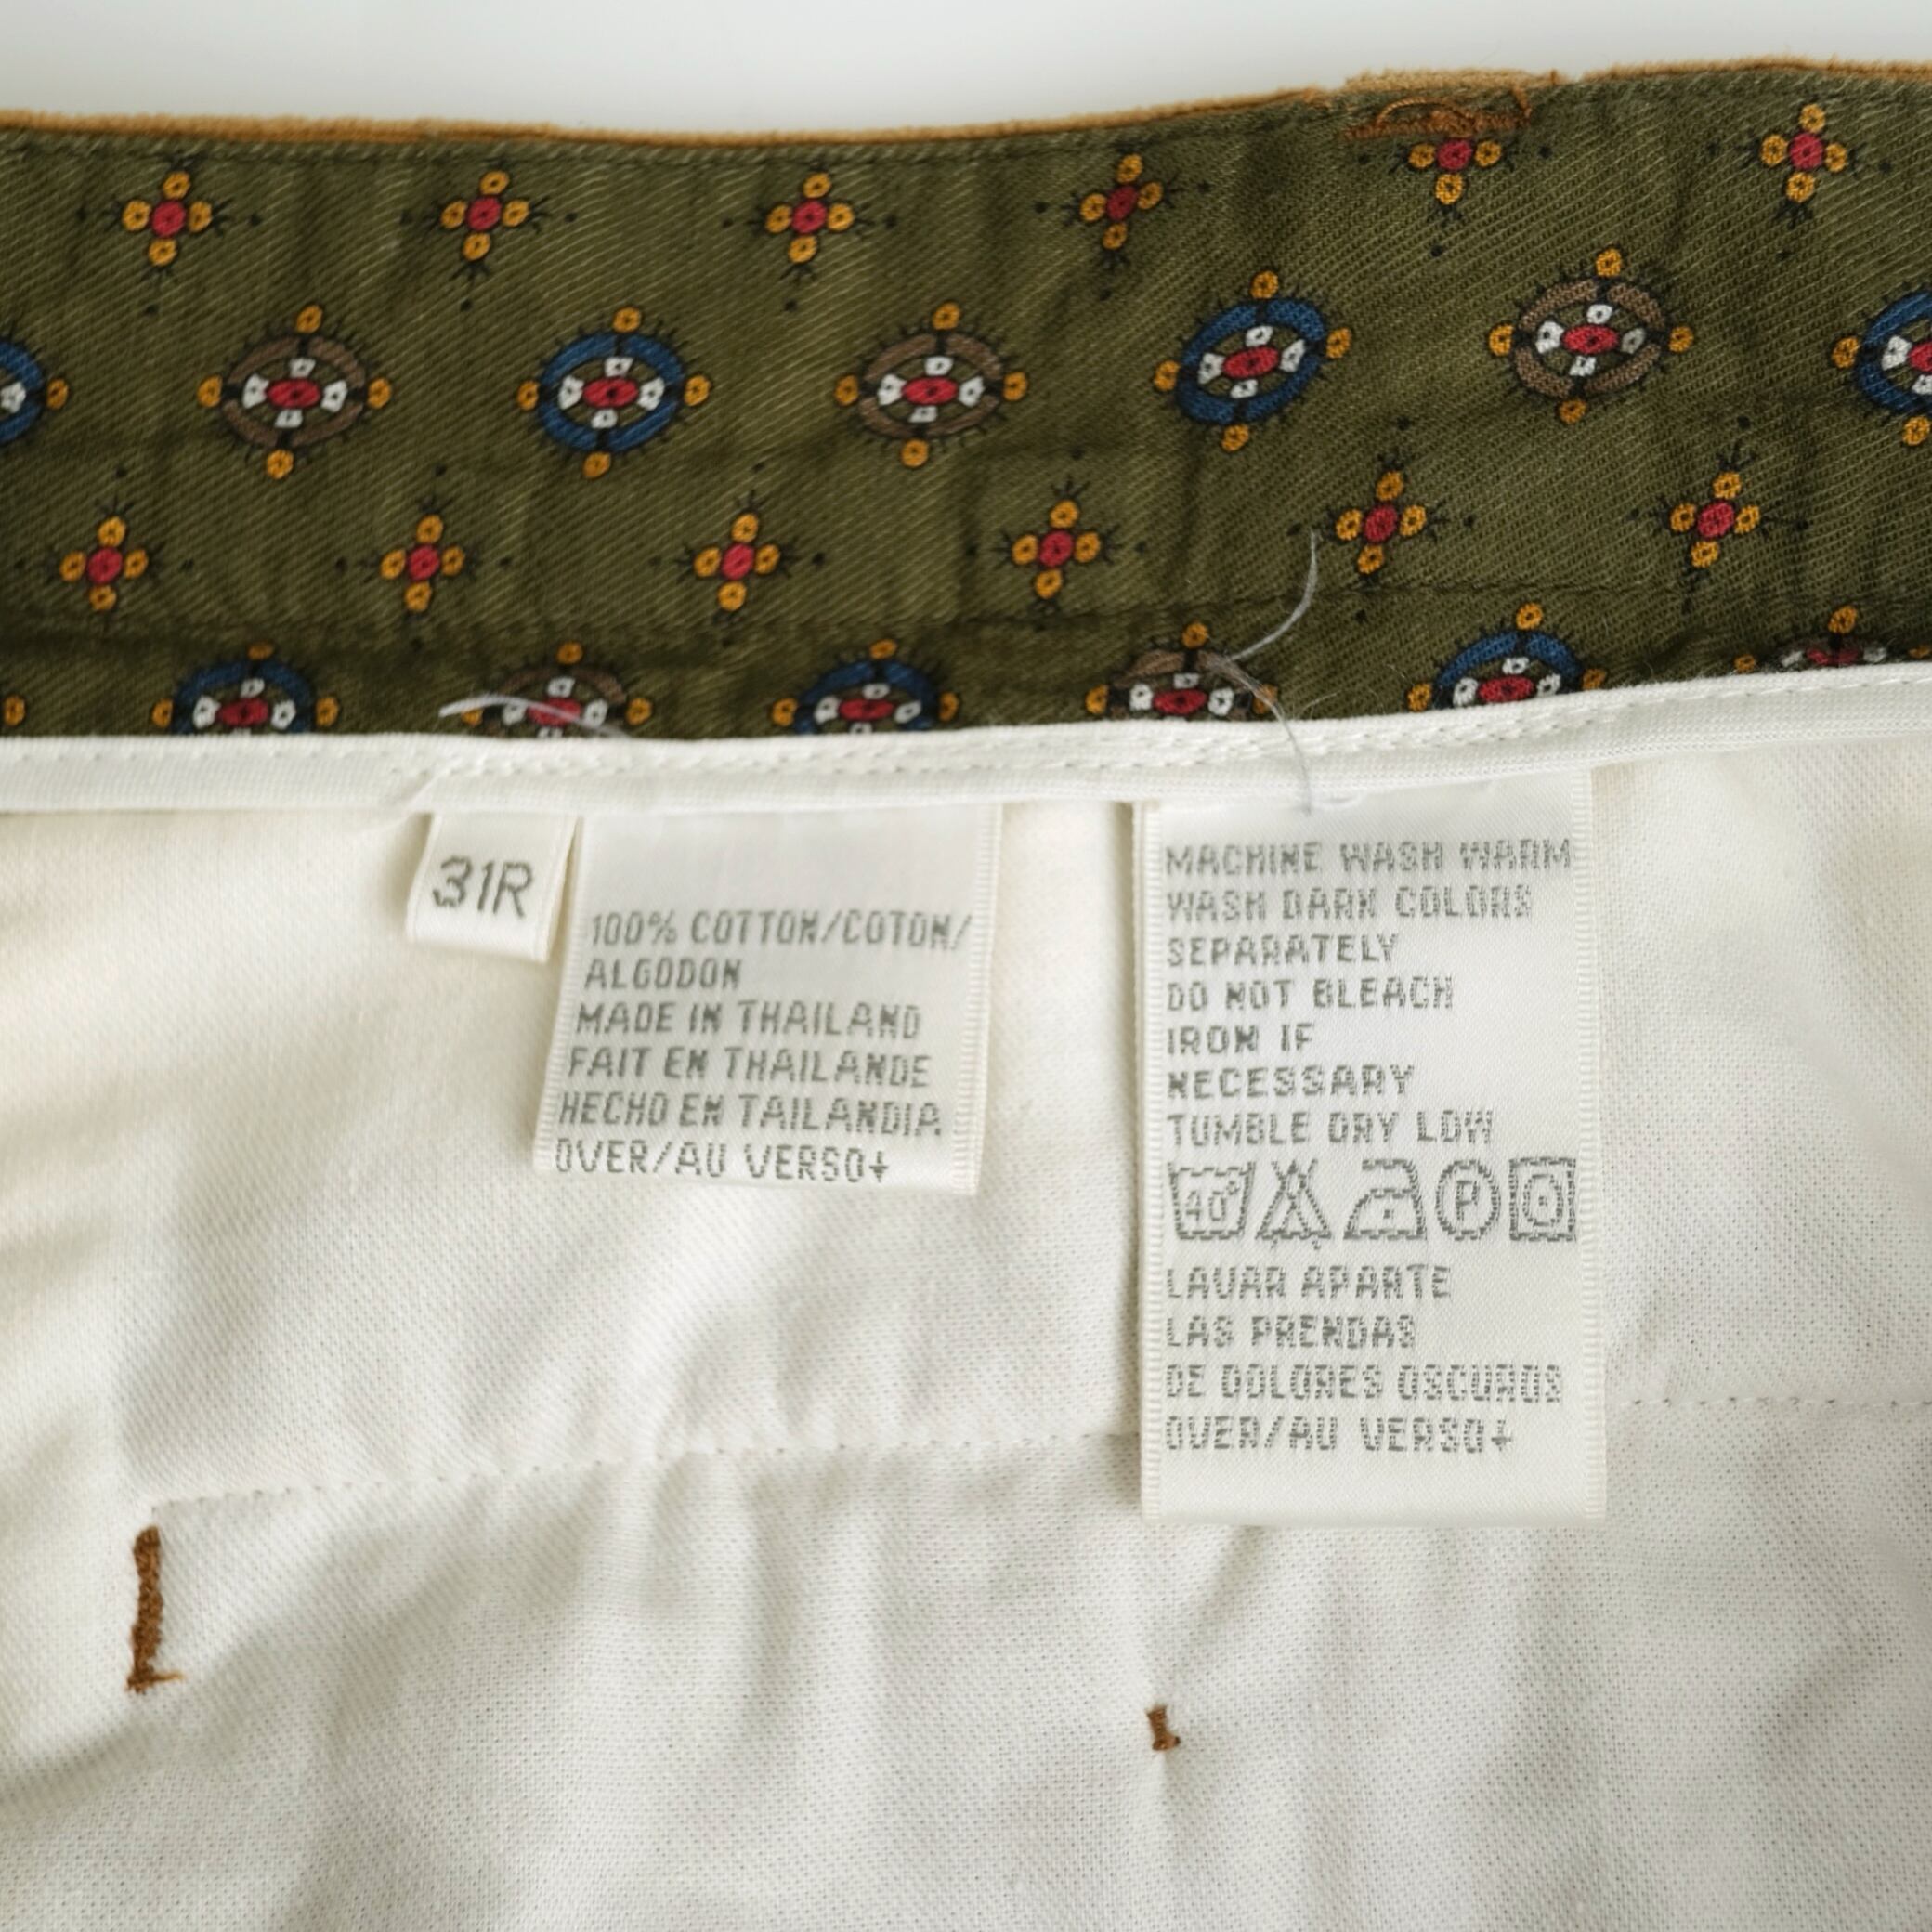 31R
100% COTTON/COTON/
ALGODON
MADE IN THAILAND
FAIT EN THAILANDE
HECHO EN TAILANDIA
OVER/AU VERSO↓
MACHINE WASH WARM
WASH DARK COLORS
SEPARATELY
DO NOT BLEACH
IRON IF
NECESSARY
TUMBLE DRY LOW
40° P
LAVAR APARTE
LAS PRENDAS
DE DOLORES OSCUROS
OVER/AU VERSO↓